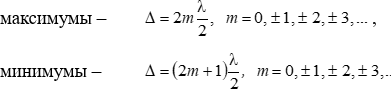 максимумы – Δ = 2m λ/2, m = 0, ±1, ± 2, ± 3, ... ,
минимумы – Δ = (2m + 1) λ/2, m = 0, ±1, ± 2, ± 3, ..